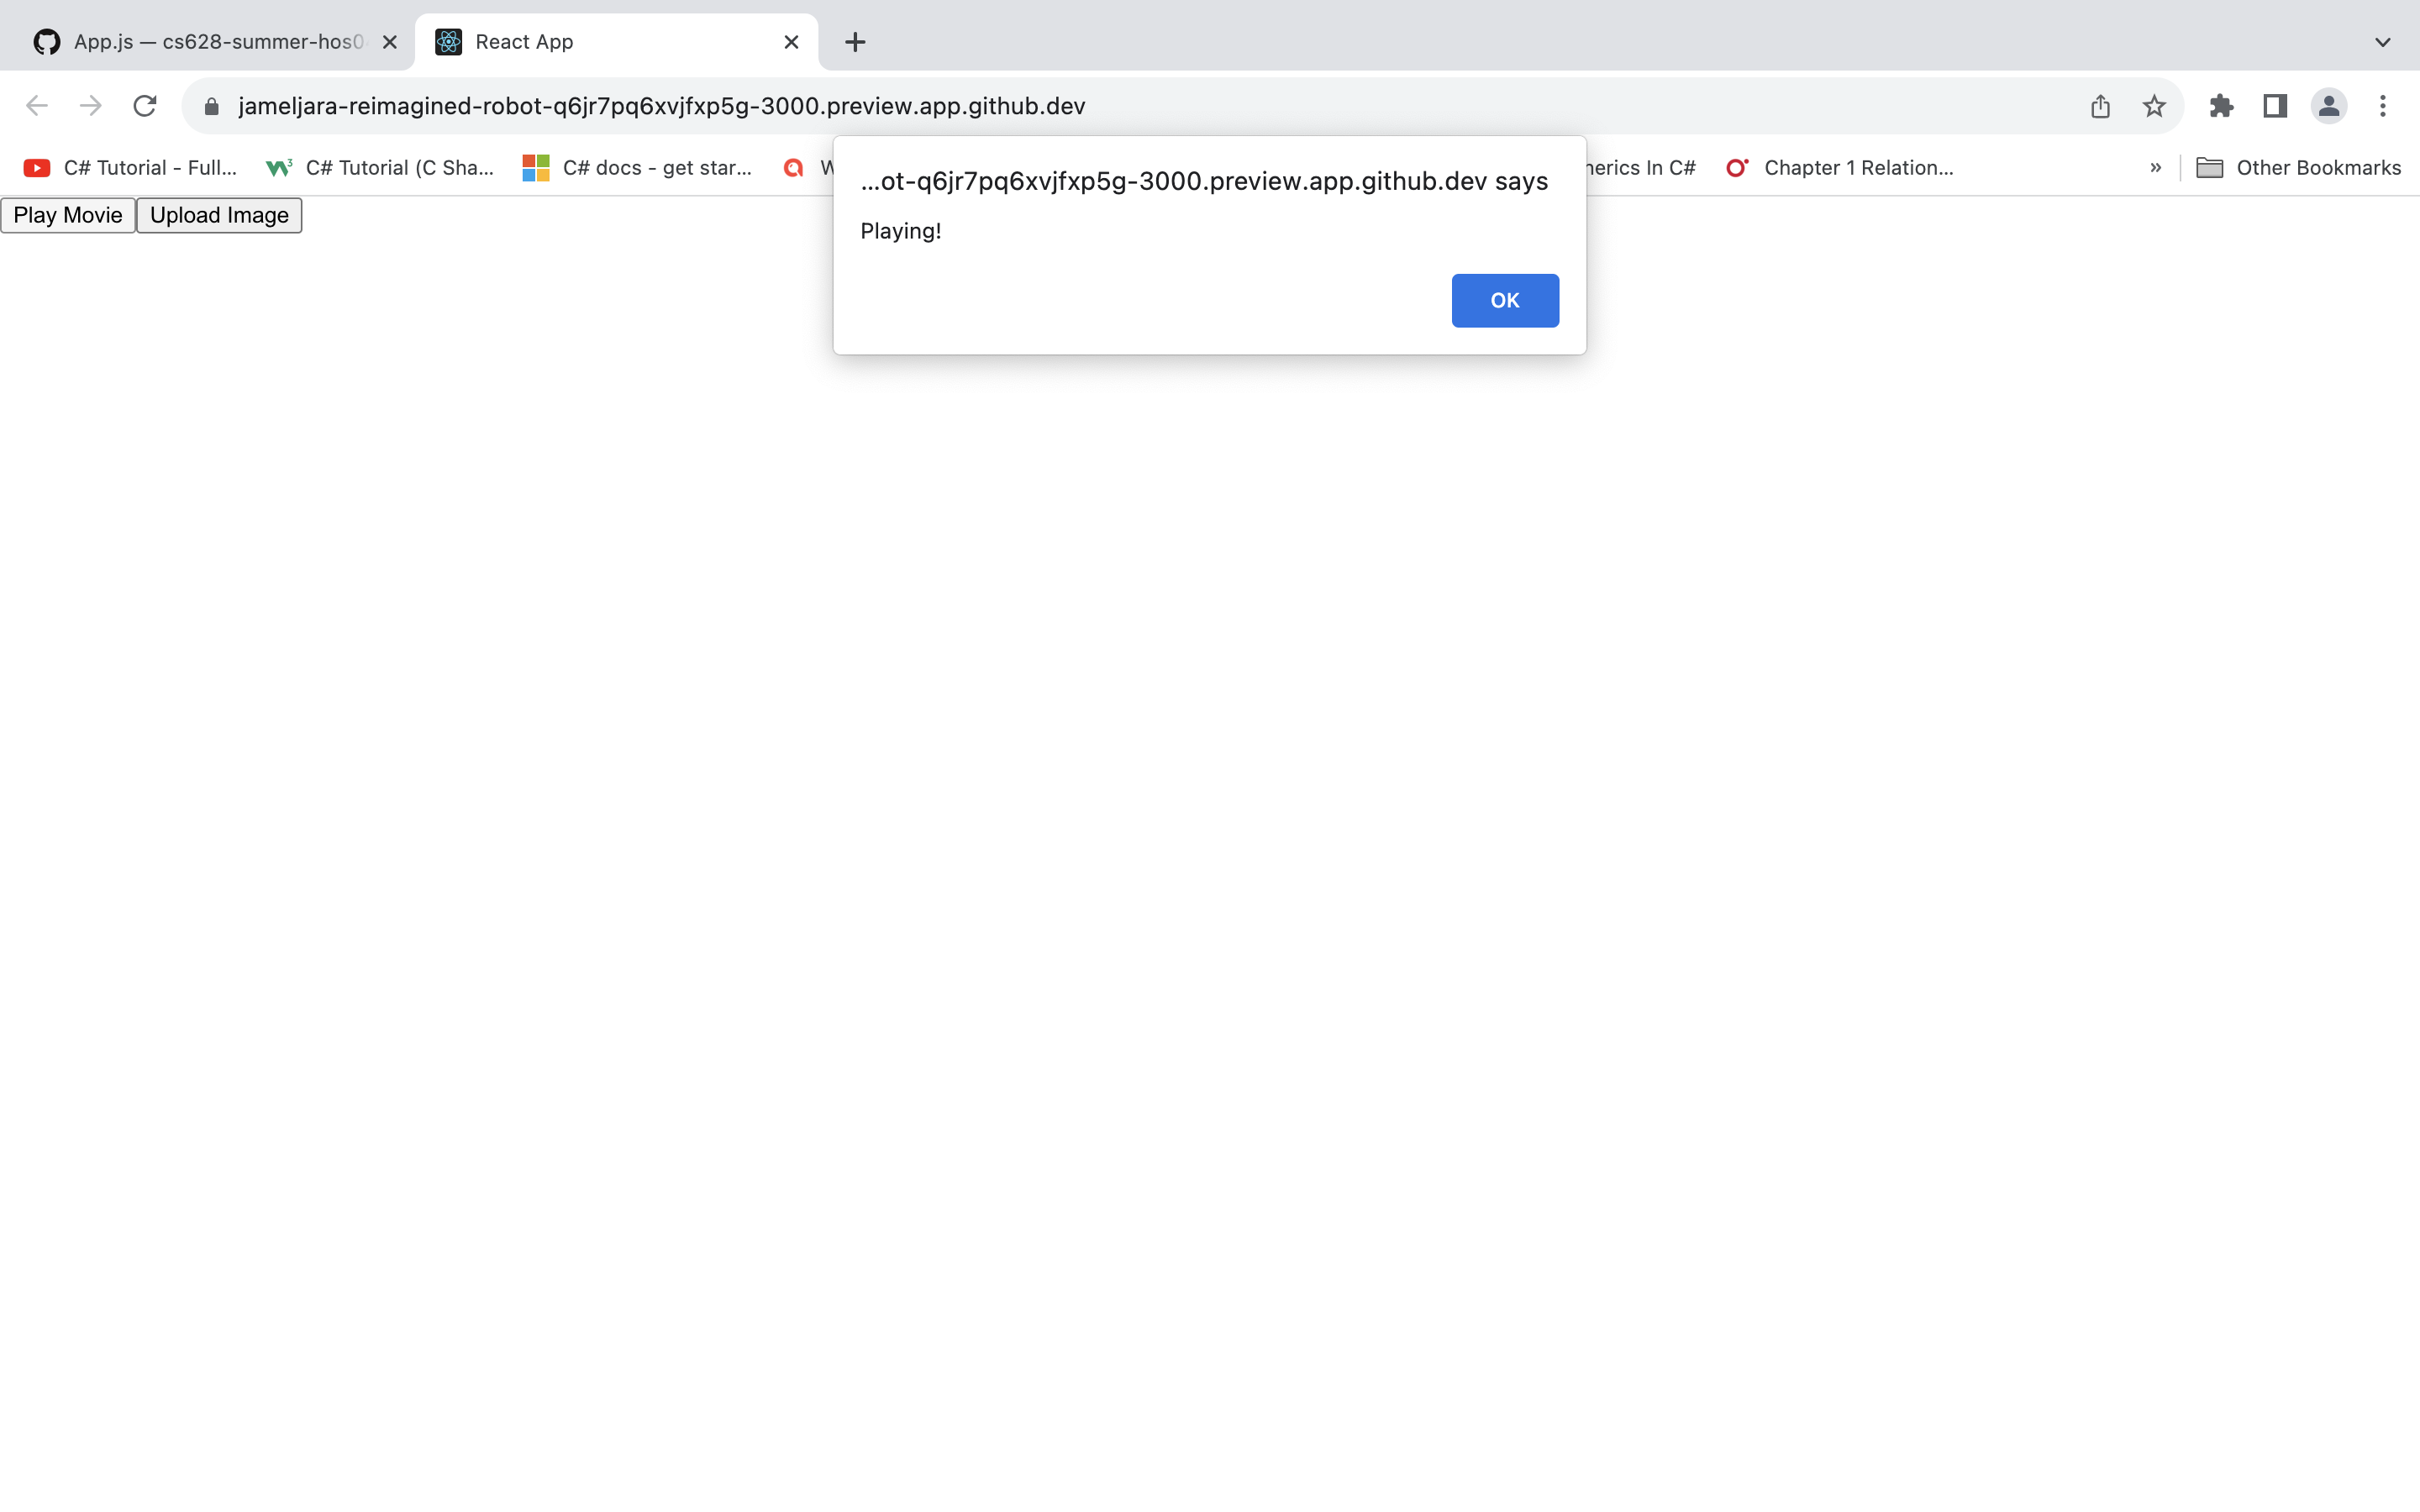 App.js — cs628-summer-hos0
React App
jameljara-reimagined-robot-q6jr7pq6xvjfxp5g-3000.preview.app.github.dev
C# Tutorial - Full...
C# Tutorial (C Sha...
C# docs - get star...
W
nerics In C#
Chapter 1 Relation...
»
Other Bookmarks
...ot-q6jr7pq6xvjfxp5g-3000.preview.app.github.dev says
Playing!
OK
Play Movie
Upload Image